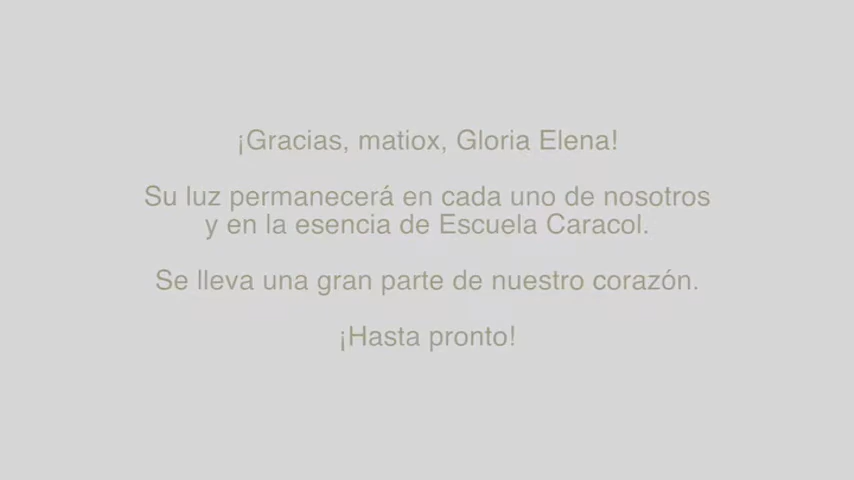 ¡Gracias, matiox, Gloria Elena!
Su luz permanecerá en cada uno de nosotros
y en la esencia de Escuela Caracol.
Se lleva una gran parte de nuestro corazón.
¡Hasta pronto!